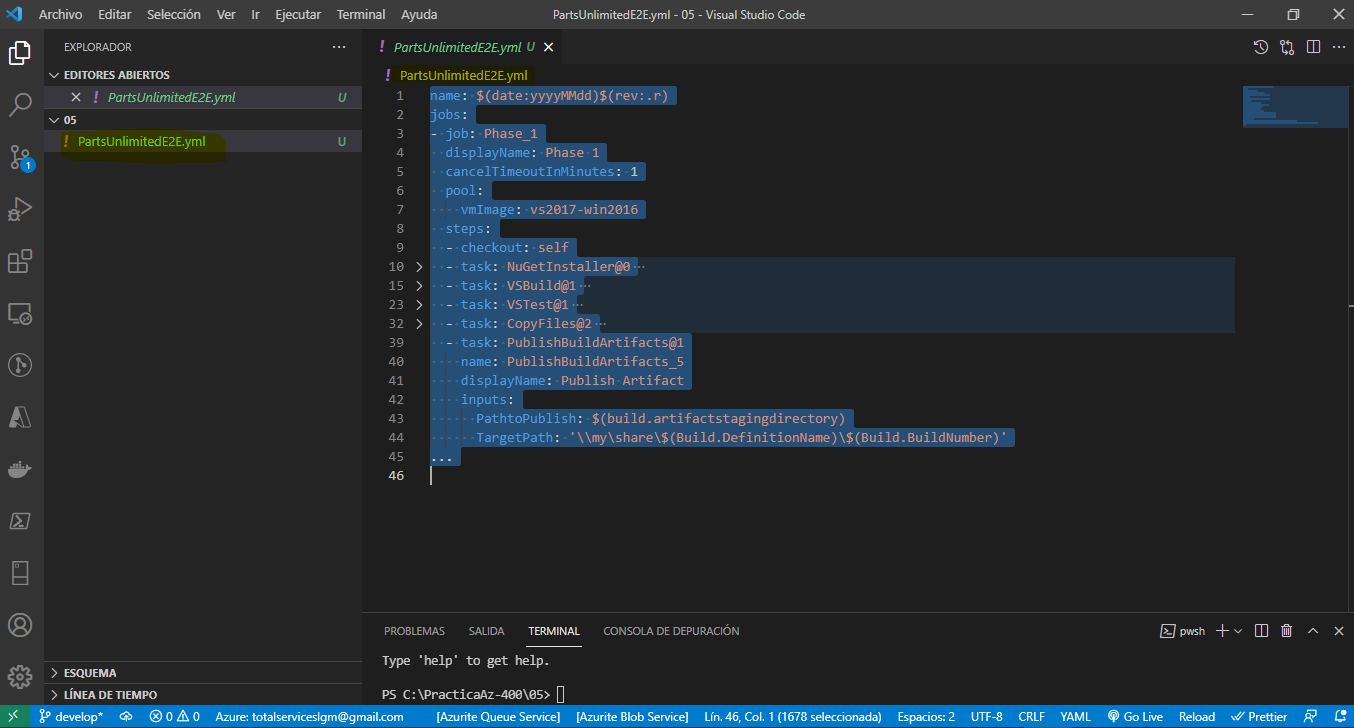 Archivo Editar Selección Ver Ir Ejecutar Terminal Ayuda PartsUnlimitedE2E.yml - 05 - Visual Studio Code
EXPLORADOR ...
EDITORES ABIERTOS
! PartsUnlimitedE2E.yml U
05
! PartsUnlimitedE2E.yml U
1
ESQUEMA
LÍNEA DE TIEMPO
! PartsUnlimitedE2E.yml U
! PartsUnlimitedE2E.yml
1 name: $(date:yyyyMMdd)$(rev:.r)
2 jobs:
3 - job: Phase_1
4 displayName: Phase 1
5 cancelTimeoutInMinutes: 1
6 pool:
7 vmImage: vs2017-win2016
8 steps:
9 - checkout: self
10 - task: NuGetInstaller@0 ...
15 - task: VSBuild@1 ...
23 - task: VSTest@1 ...
32 - task: CopyFiles@2 ...
39 - task: PublishBuildArtifacts@1
40 name: PublishBuildArtifacts_5
41 displayName: Publish Artifact
42 inputs:
43 PathtoPublish: $(build.artifactstagingdirectory)
44 TargetPath: '\\my\share\$(Build.DefinitionName)\$(Build.BuildNumber)'
45 ...
46
PROBLEMAS SALIDA TERMINAL CONSOLA DE DEPURACIÓN pwsh
Type 'help' to get help.
PS C:\PracticaAz-400\05>
develop* 0 0 Azure: totalserviceslgm@gmail.com [Azurite Queue Service] [Azurite Blob Service] Lín. 46, Col. 1 (1678 seleccionada) Espacios: 2 UTF-8 CRLF YAML Go Live Reload Prettier